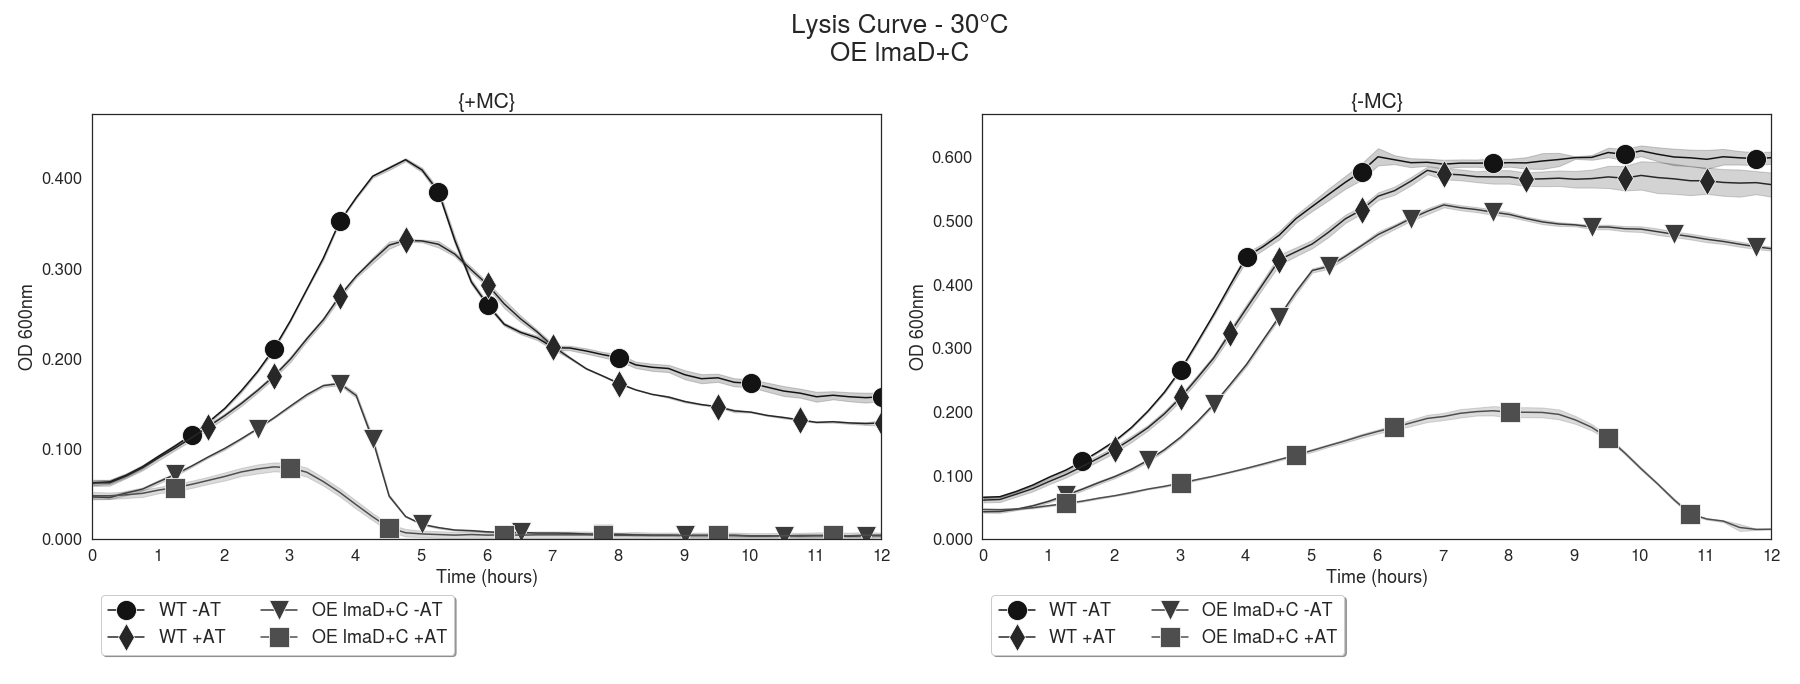 Lysis Curve - 30°C
OE lmaD+C
{+MC}
OD 600nm
0.400
0.300
0.200
0.100
0.000
0 1 2 3 4 5 6 7 8 9 10 11 12
Time (hours)
WT -AT
WT +AT
OE lmaD+C -AT
OE lmaD+C +AT
{-MC}
OD 600nm
0.600
0.500
0.400
0.300
0.200
0.100
0.000
0 1 2 3 4 5 6 7 8 9 10 11 12
Time (hours)
WT -AT
WT +AT
OE lmaD+C -AT
OE lmaD+C +AT